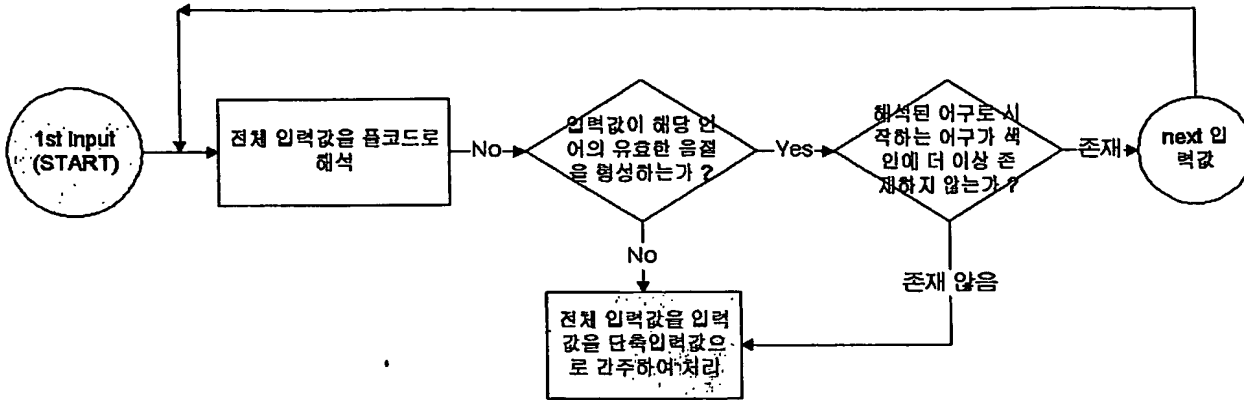 1st Input
(START)
전체 입력값을 풀코드로
해석
No
입력값이 해당 언
어의 유효한 음절
을 형성하는가 ?
Yes
해석된 어구로 시
작하는 어구가 색
인에 더 이상 존
재하지 않는가 ?
존재
next 입
력값
No
존재 않음
전체 입력값을 입력
값을 단축입력값으
로 간주하여 처리